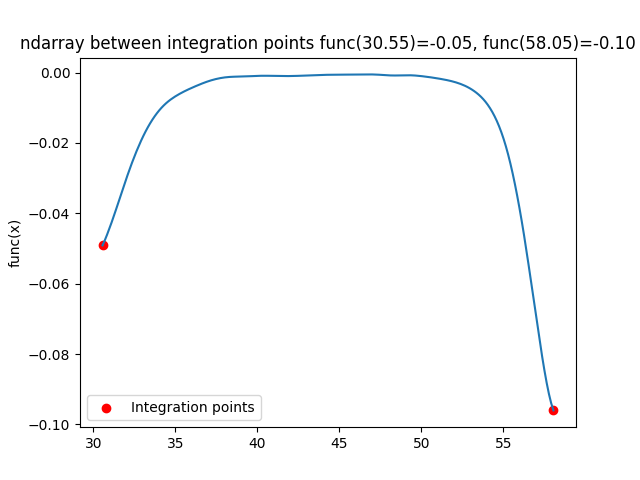 ndarray between integration points func(30.55)=-0.05, func(58.05)=-0.10
0.00
−0.02
−0.04
−0.06
−0.08
−0.10
func(x)
Integration points
30 35 40 45 50 55